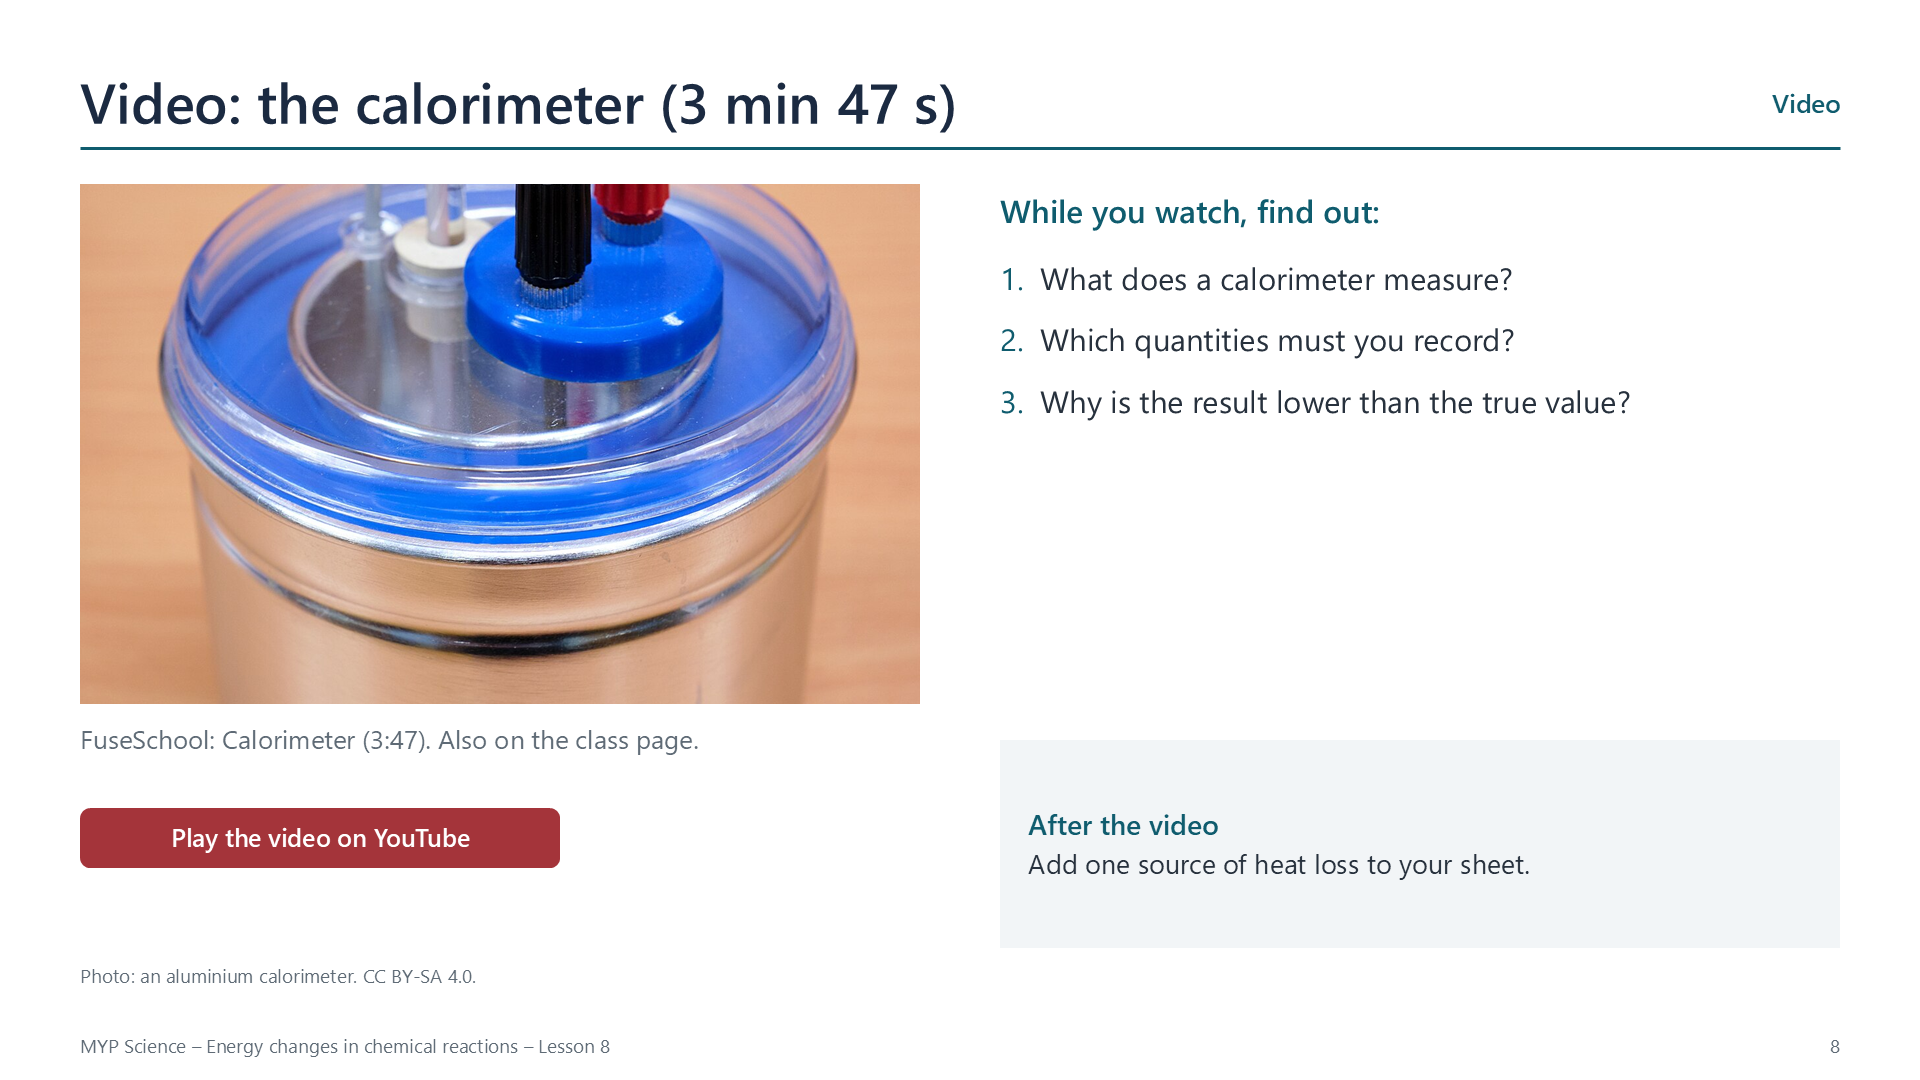 Video: the calorimeter (3 min 47 s)
Video
While you watch, find out:
1. What does a calorimeter measure?
2. Which quantities must you record?
3. Why is the result lower than the true value?
FuseSchool: Calorimeter (3:47). Also on the class page.
Play the video on YouTube
After the video
Add one source of heat loss to your sheet.
Photo: an aluminium calorimeter. CC BY-SA 4.0.
MYP Science – Energy changes in chemical reactions – Lesson 8
8